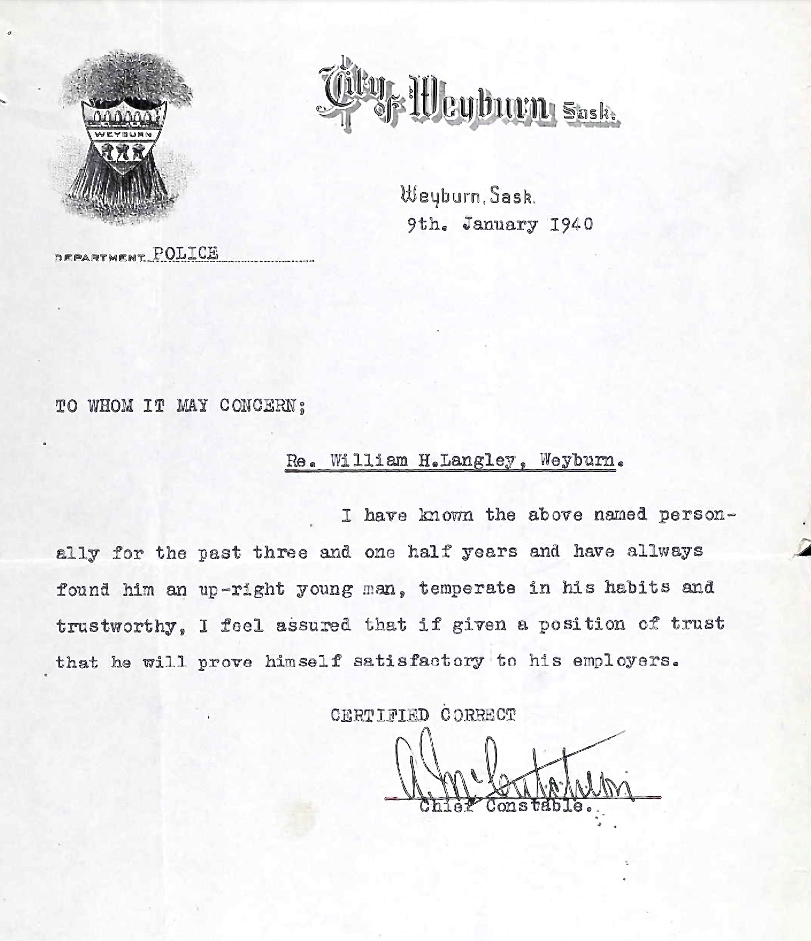 City of Weyburn Sask.
WEYBURN
Weyburn, Sask.
9th. January 1940
DEPARTMENT POLICE
TO WHOM IT MAY CONCERN;
Re. William H.Langley, Weyburn.
I have known the above named person-
ally for the past three and one half years and have allways
found him an up-right young man, temperate in his habits and
trustworthy, I feel assured that if given a position of trust
that he will prove himself satisfactory to his employers.
CERTIFIED CORRECT
A. McCutcheon
Chief Constable.